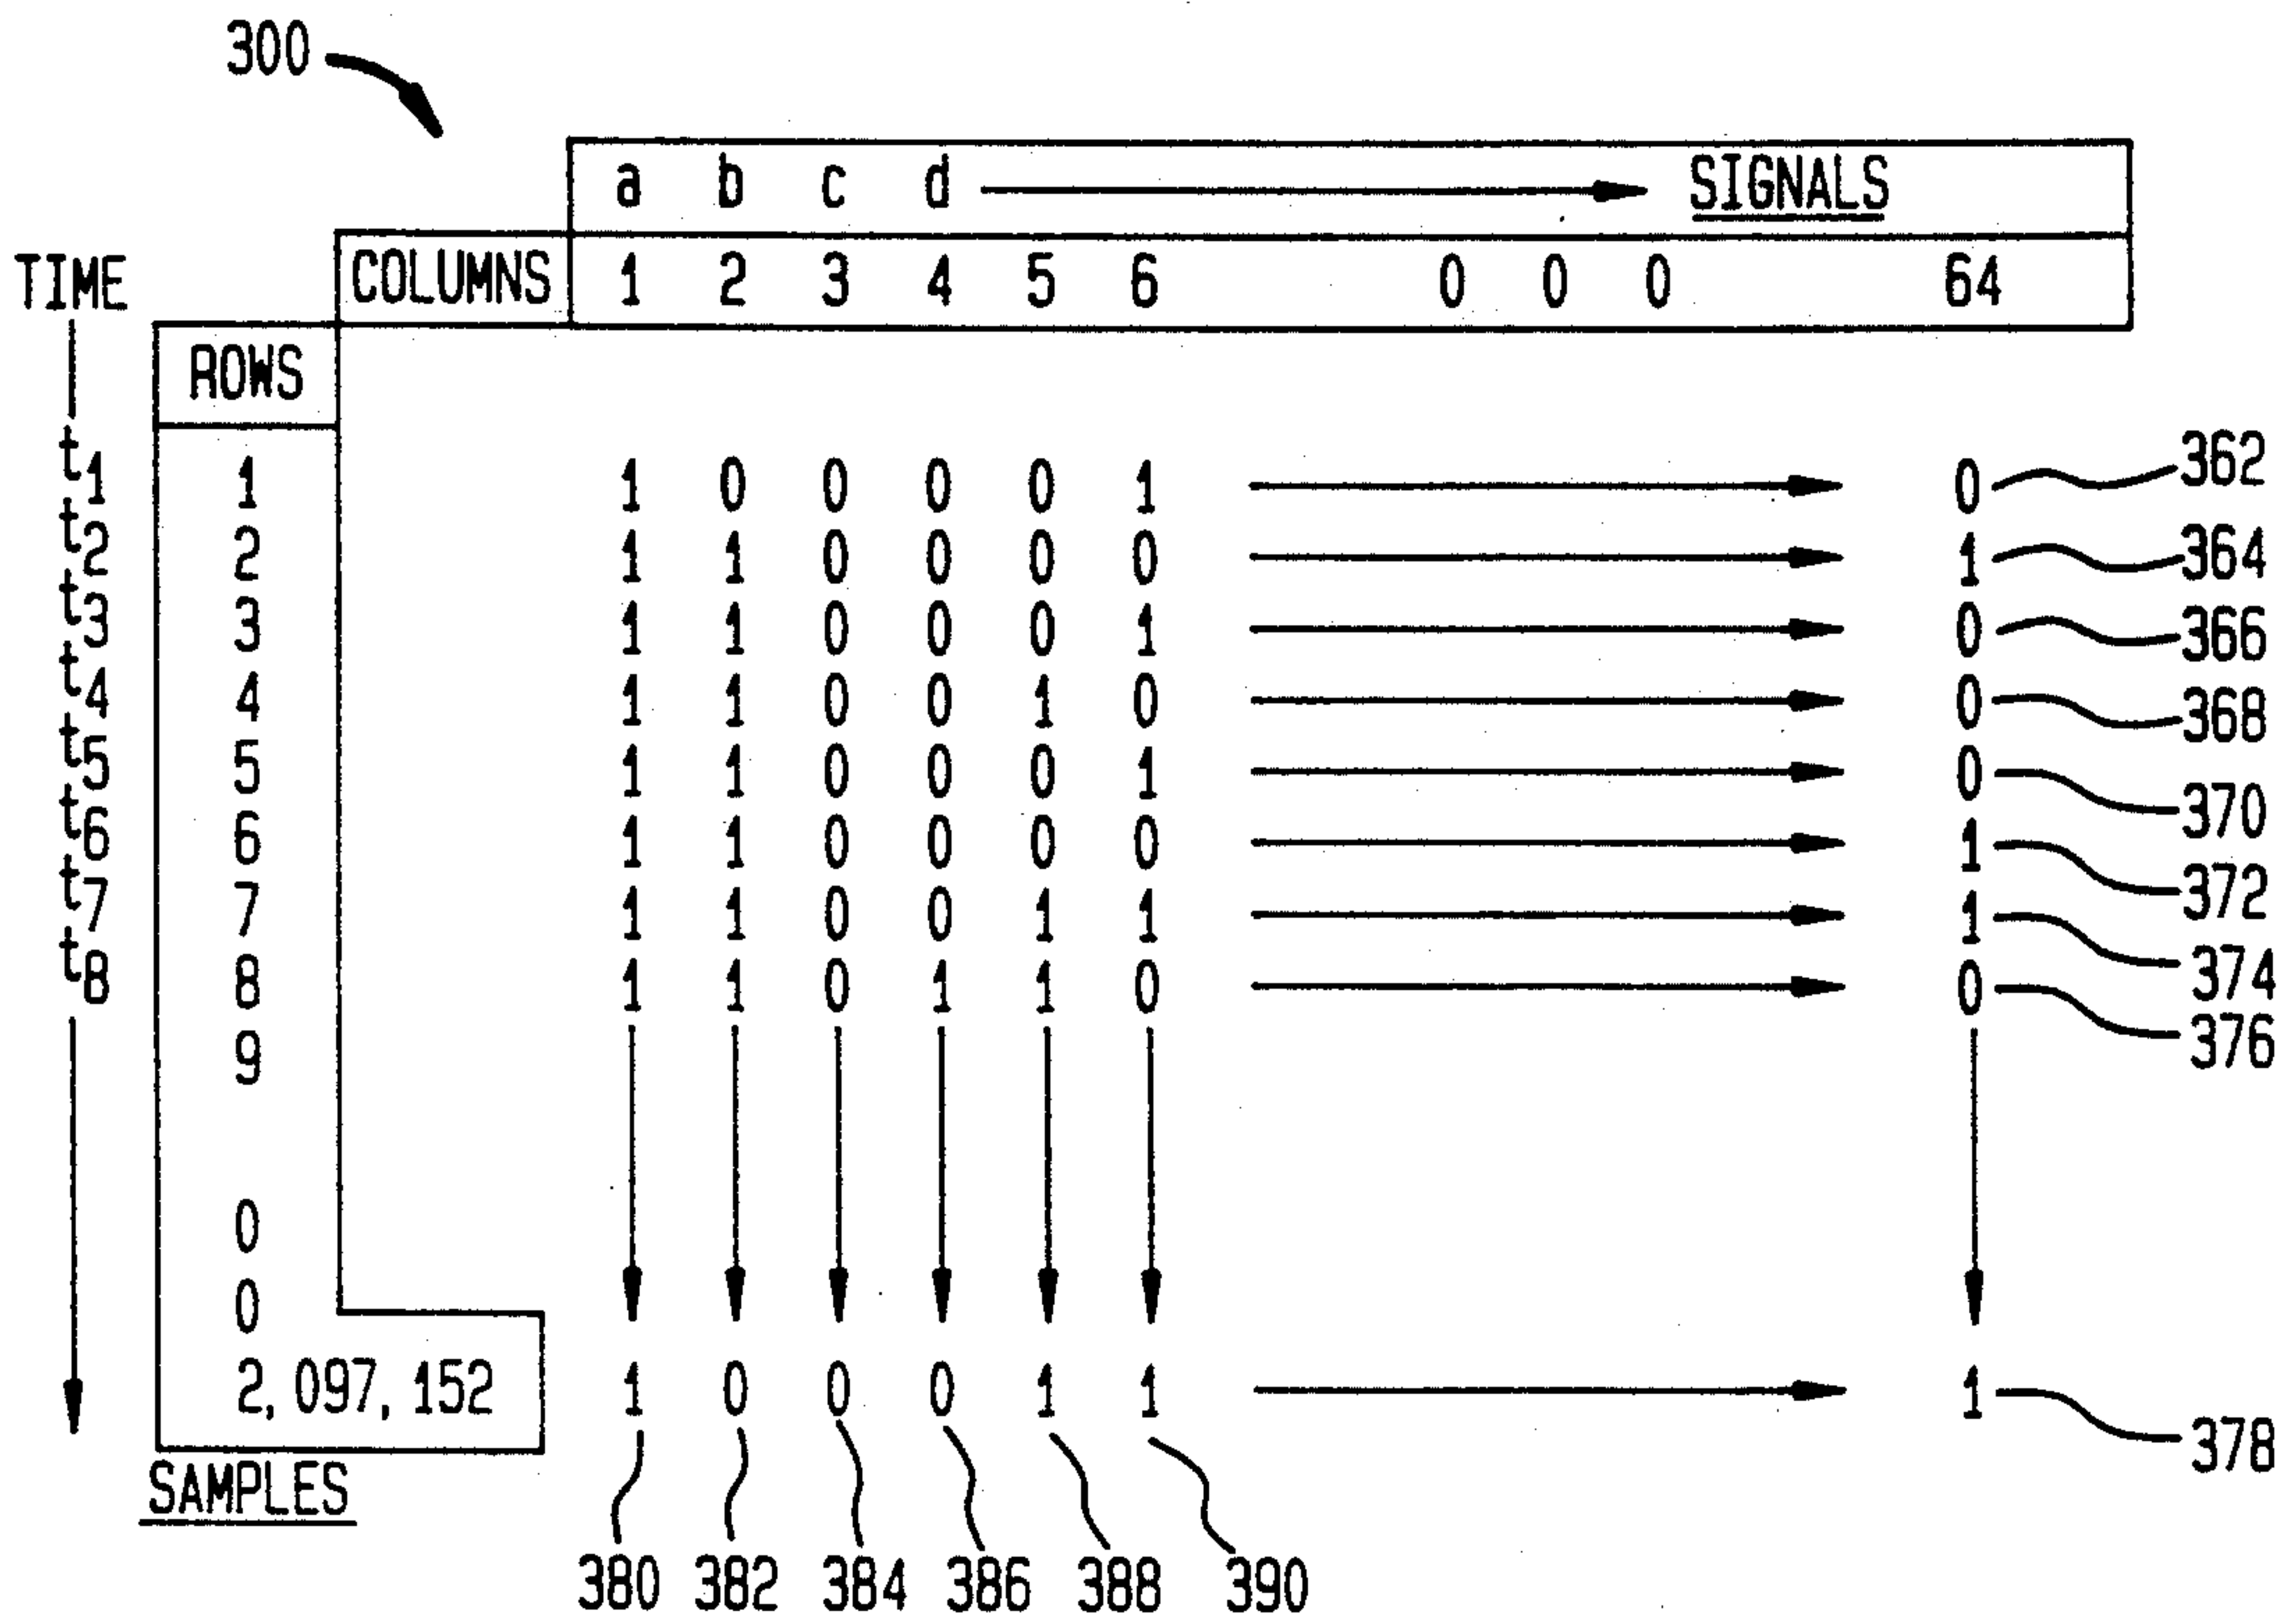 300
a b c d SIGNALS
TIME COLUMNS 1 2 3 4 5 6 0 0 0 64
ROWS
t1 1 1 0 0 0 0 1 0 362
t2 2 1 1 0 0 0 0 1 364
t3 3 1 1 0 0 0 1 0 366
t4 4 1 1 0 0 1 0 0 368
t5 5 1 1 0 0 0 1 0 370
t6 6 1 1 0 0 0 0 1 372
t7 7 1 1 0 0 1 1 1 374
t8 8 1 1 0 1 1 0 0 376
9
0
0
2, 097, 152 1 0 0 0 1 1 1 378
SAMPLES
380 382 384 386 388 390